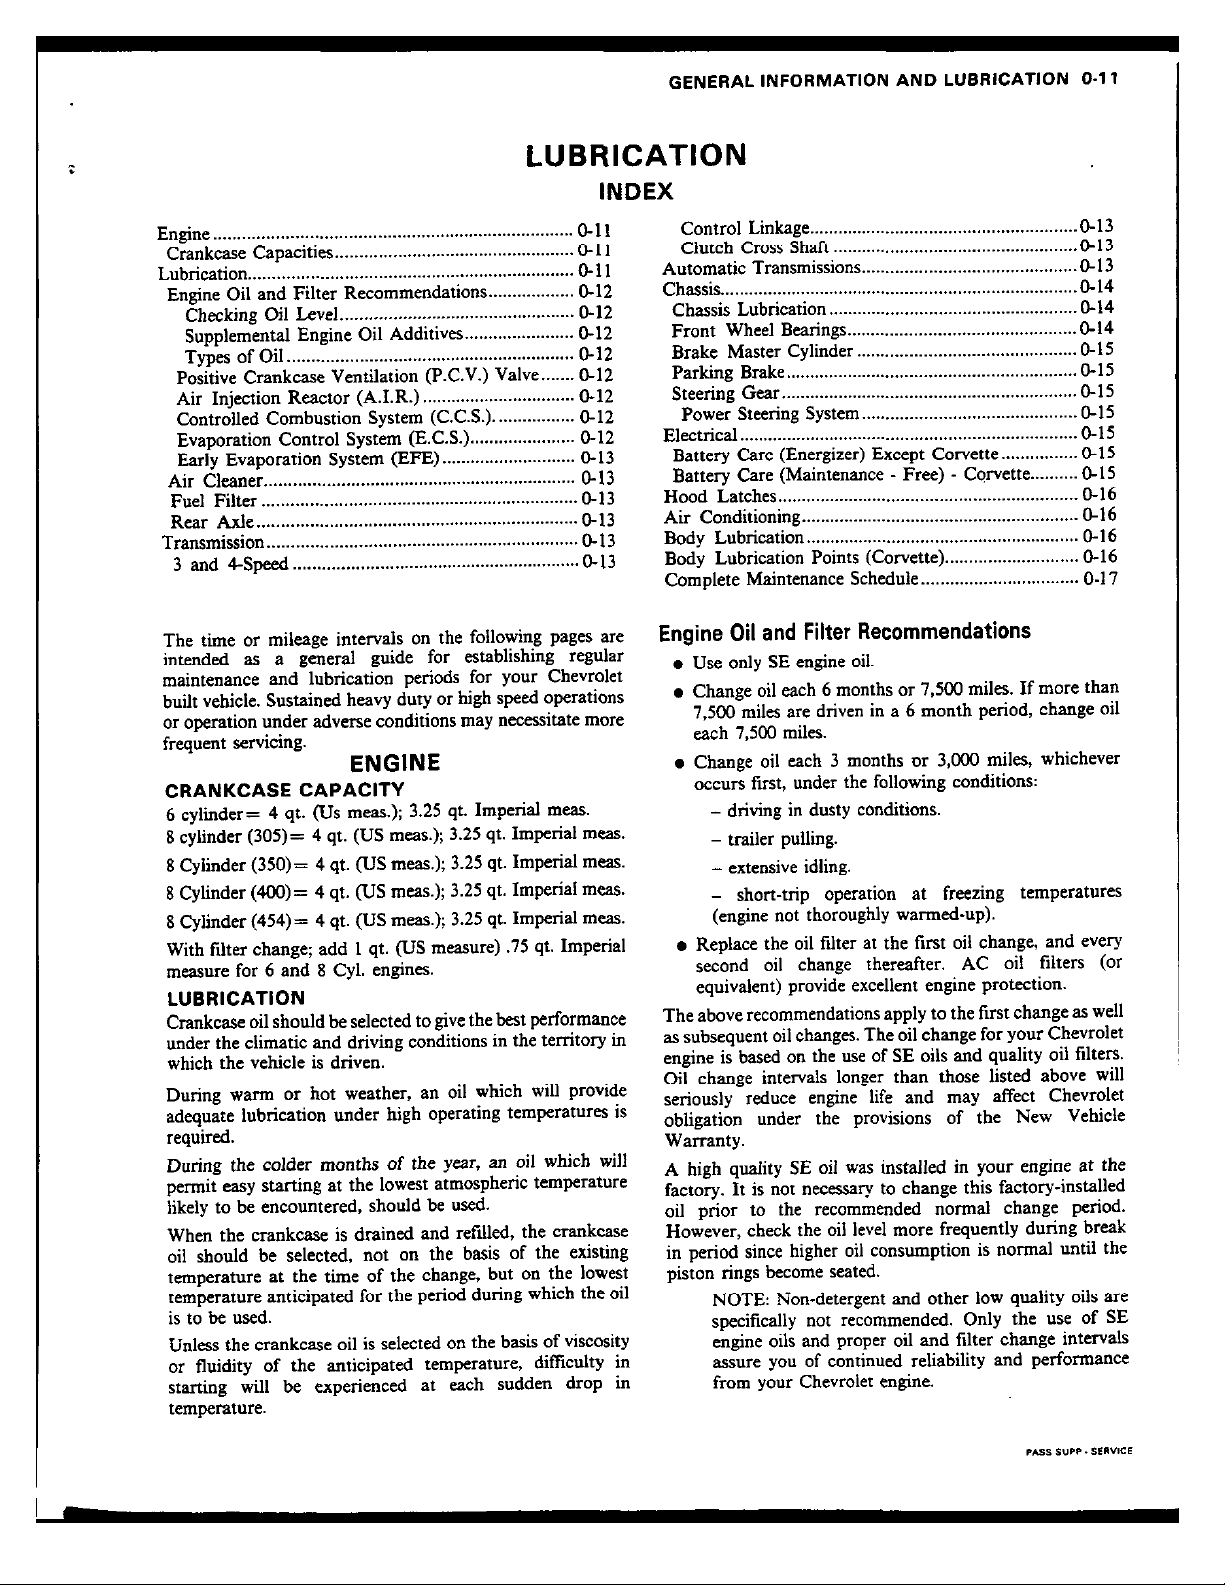 GENERAL INFORMATION AND LUBRICATION 0-11
LUBRICATION
INDEX
Engine ........................................................................... 0-11
Crankcase Capacities.................................................. 0-11
Lubrication.................................................................... 0-11
Engine Oil and Filter Recommendations.................. 0-12
Checking Oil Level................................................. 0-12
Supplemental Engine Oil Additives....................... 0-12
Types of Oil ............................................................ 0-12
Positive Crankcase Ventilation (P.C.V.) Valve....... 0-12
Air Injection Reactor (A.I.R.) ................................ 0-12
Controlled Combustion System (C.C.S.)................. 0-12
Evaporation Control System (E.C.S.)...................... 0-12
Early Evaporation System (EFE)............................ 0-13
Air Cleaner................................................................. 0-13
Fuel Filter .................................................................. 0-13
Rear Axle ................................................................... 0-13
Transmission................................................................. 0-13
3 and 4-Speed ........................................................... 0-13
Control Linkage........................................................ 0-13
Clutch Cross Shaft ................................................... 0-13
Automatic Transmissions.............................................. 0-13
Chassis........................................................................... 0-14
Chassis Lubrication .................................................... 0-14
Front Wheel Bearings................................................. 0-14
Brake Master Cylinder ............................................... 0-15
Parking Brake............................................................. 0-15
Steering Gear .............................................................. 0-15
Power Steering System.............................................. 0-15
Electrical ........................................................................ 0-15
Battery Care (Energizer) Except Corvette ................ 0-15
Battery Care (Maintenance - Free) - Corvette.......... 0-15
Hood Latches................................................................ 0-16
Air Conditioning........................................................... 0-16
Body Lubrication .......................................................... 0-16
Body Lubrication Points (Corvette)............................ 0-16
Complete Maintenance Schedule................................. 0-17
The time or mileage intervals on the following pages are
intended as a general guide for establishing regular
maintenance and lubrication periods for your Chevrolet
built vehicle. Sustained heavy duty or high speed operations
or operation under adverse conditions may necessitate more
frequent servicing.
ENGINE
CRANKCASE CAPACITY
6 cylinder= 4 qt. (Us meas.); 3.25 qt. Imperial meas.
8 cylinder (305)= 4 qt. (US meas.); 3.25 qt. Imperial meas.
8 Cylinder (350)= 4 qt. (US meas.); 3.25 qt. Imperial meas.
8 Cylinder (400)= 4 qt. (US meas.); 3.25 qt. Imperial meas.
8 Cylinder (454)= 4 qt. (US meas.); 3.25 qt. Imperial meas.
With filter change; add 1 qt. (US measure) .75 qt. Imperial
measure for 6 and 8 Cyl. engines.
LUBRICATION
Crankcase oil should be selected to give the best performance
under the climatic and driving conditions in the territory in
which the vehicle is driven.
During warm or hot weather, an oil which will provide
adequate lubrication under high operating temperatures is
required.
During the colder months of the year, an oil which will
permit easy starting at the lowest atmospheric temperature
likely to be encountered, should be used.
When the crankcase is drained and refilled, the crankcase
oil should be selected, not on the basis of the existing
temperature at the time of the change, but on the lowest
temperature anticipated for the period during which the oil
is to be used.
Unless the crankcase oil is selected on the basis of viscosity
or fluidity of the anticipated temperature, difficulty in
starting will be experienced at each sudden drop in
temperature.
Engine Oil and Filter Recommendations
● Use only SE engine oil.
● Change oil each 6 months or 7,500 miles. If more than
7,500 miles are driven in a 6 month period, change oil
each 7,500 miles.
● Change oil each 3 months or 3,000 miles, whichever
occurs first, under the following conditions:
– driving in dusty conditions.
– trailer pulling.
– extensive idling.
– short-trip operation at freezing temperatures
(engine not thoroughly warmed-up).
● Replace the oil filter at the first oil change, and every
second oil change thereafter. AC oil filters (or
equivalent) provide excellent engine protection.
The above recommendations apply to the first change as well
as subsequent oil changes. The oil change for your Chevrolet
engine is based on the use of SE oils and quality oil filters.
Oil change intervals longer than those listed above will
seriously reduce engine life and may affect Chevrolet
obligation under the provisions of the New Vehicle
Warranty.
A high quality SE oil was installed in your engine at the
factory. It is not necessary to change this factory-installed
oil prior to the recommended normal change period.
However, check the oil level more frequently during break
in period since higher oil consumption is normal until the
piston rings become seated.
NOTE: Non-detergent and other low quality oils are
specifically not recommended. Only the use of SE
engine oils and proper oil and filter change intervals
assure you of continued reliability and performance
from your Chevrolet engine.
PASS SUPP - SERVICE